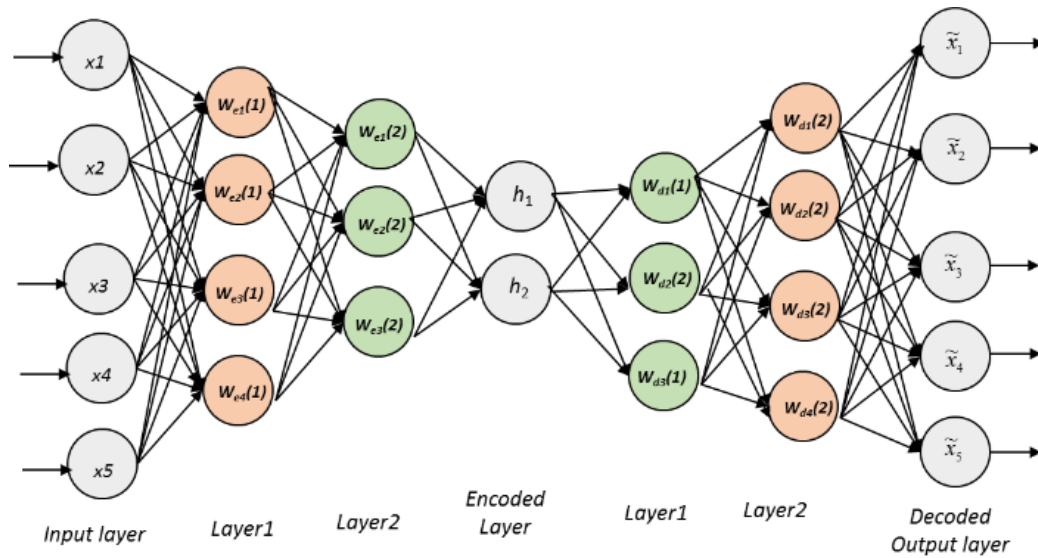 x1
x2
x3
x4
x5
We1(1)
We2(1)
We3(1)
We4(1)
We1(2)
We2(2)
We3(2)
h1
h2
Wd1(1)
Wd2(2)
Wd3(1)
Wd1(2)
Wd2(2)
Wd3(2)
Wd4(2)
x̃1
x̃2
x̃3
x̃4
x̃5
Input layer
Layer1
Layer2
Encoded
Layer
Layer1
Layer2
Decoded
Output layer